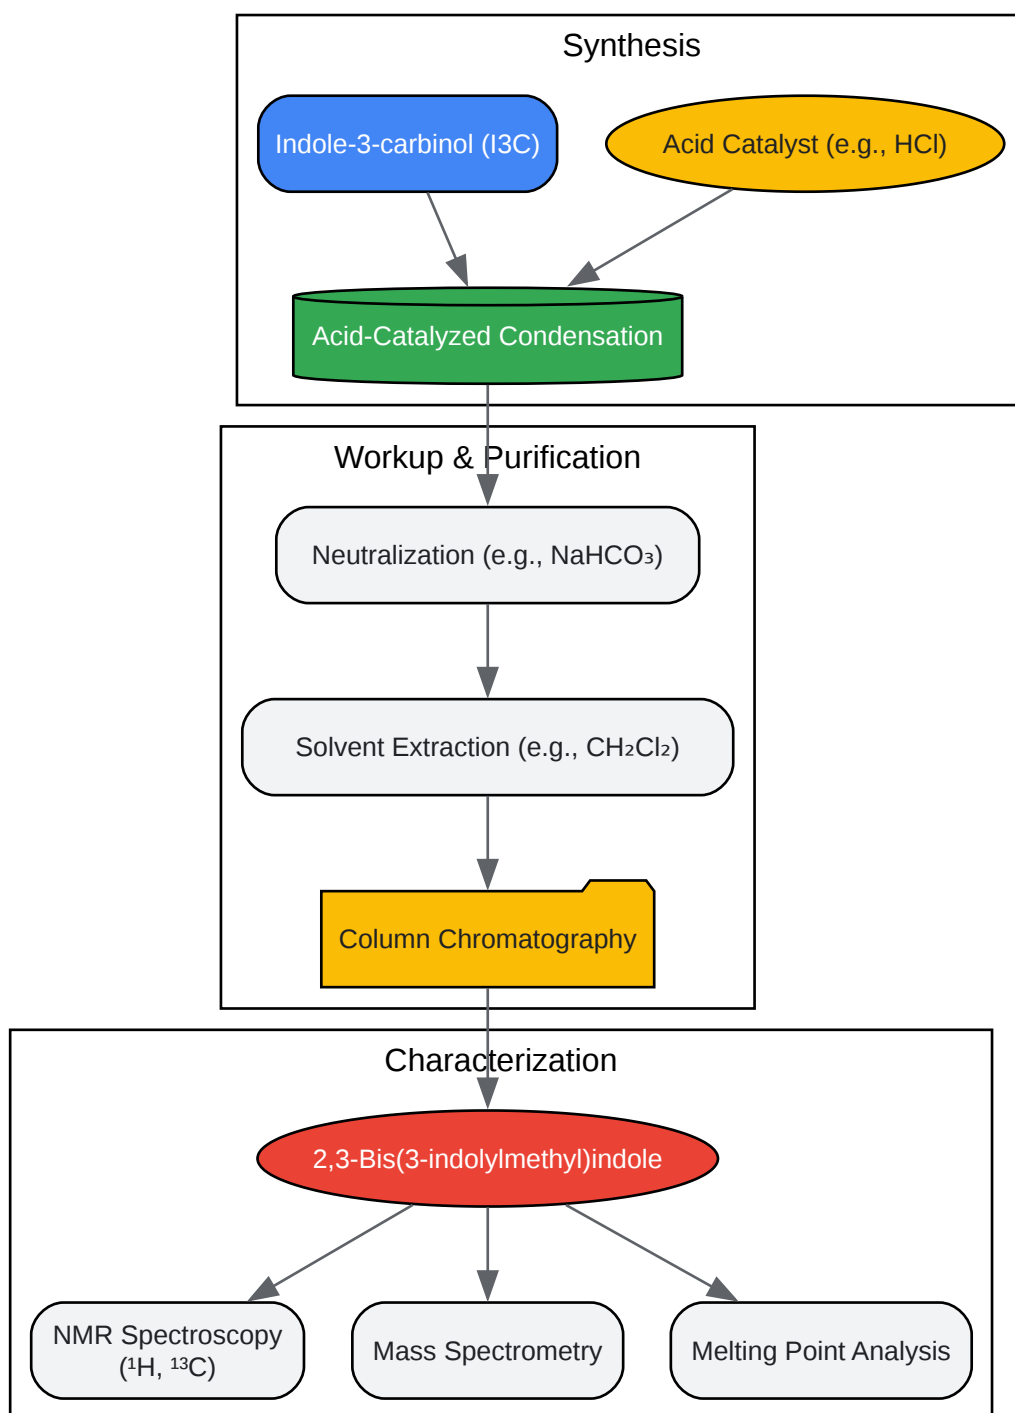 Synthesis
Indole-3-carbinol (I3C)
Acid Catalyst (e.g., HCl)
Acid-Catalyzed Condensation
Workup & Purification
Neutralization (e.g., NaHCO₃)
Solvent Extraction (e.g., CH₂Cl₂)
Column Chromatography
Characterization
2,3-Bis(3-indolylmethyl)indole
NMR Spectroscopy
(¹H, ¹³C)
Mass Spectrometry
Melting Point Analysis